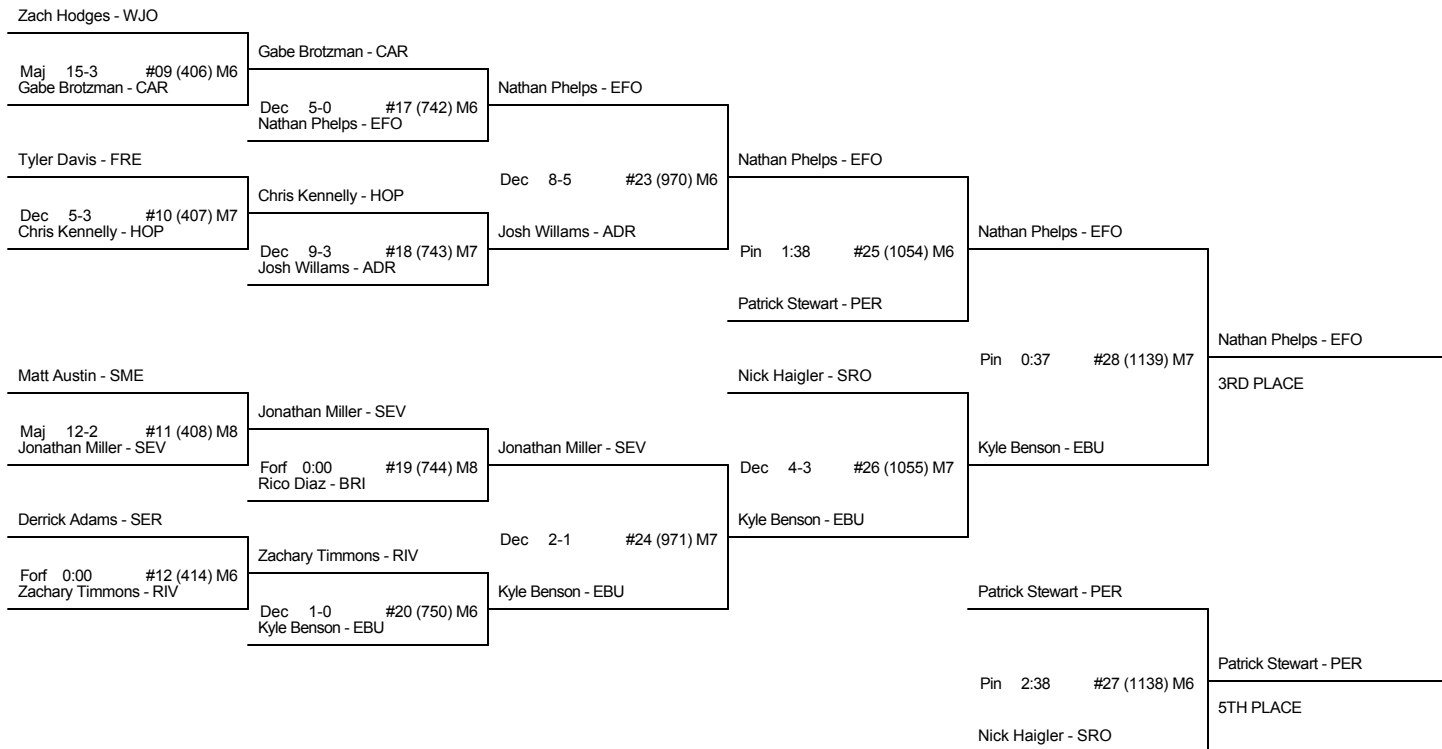 Zach Hodges - WJO
Maj 15-3 #09 (406) M6
Gabe Brotzman - CAR
Gabe Brotzman - CAR
Dec 5-0 #17 (742) M6
Nathan Phelps - EFO
Nathan Phelps - EFO
Tyler Davis - FRE
Dec 5-3 #10 (407) M7
Chris Kennelly - HOP
Chris Kennelly - HOP
Dec 9-3 #18 (743) M7
Josh Willams - ADR
Dec 8-5 #23 (970) M6
Josh Willams - ADR
Nathan Phelps - EFO
Pin 1:38 #25 (1054) M6
Patrick Stewart - PER
Nathan Phelps - EFO
Matt Austin - SME
Maj 12-2 #11 (408) M8
Jonathan Miller - SEV
Jonathan Miller - SEV
Forf 0:00 #19 (744) M8
Rico Diaz - BRI
Jonathan Miller - SEV
Derrick Adams - SER
Forf 0:00 #12 (414) M6
Zachary Timmons - RIV
Zachary Timmons - RIV
Dec 1-0 #20 (750) M6
Kyle Benson - EBU
Dec 2-1 #24 (971) M7
Kyle Benson - EBU
Nick Haigler - SRO
Dec 4-3 #26 (1055) M7
Kyle Benson - EBU
Pin 0:37 #28 (1139) M7
Kyle Benson - EBU
Nathan Phelps - EFO
3RD PLACE
Patrick Stewart - PER
Pin 2:38 #27 (1138) M6
Nick Haigler - SRO
Patrick Stewart - PER
5TH PLACE